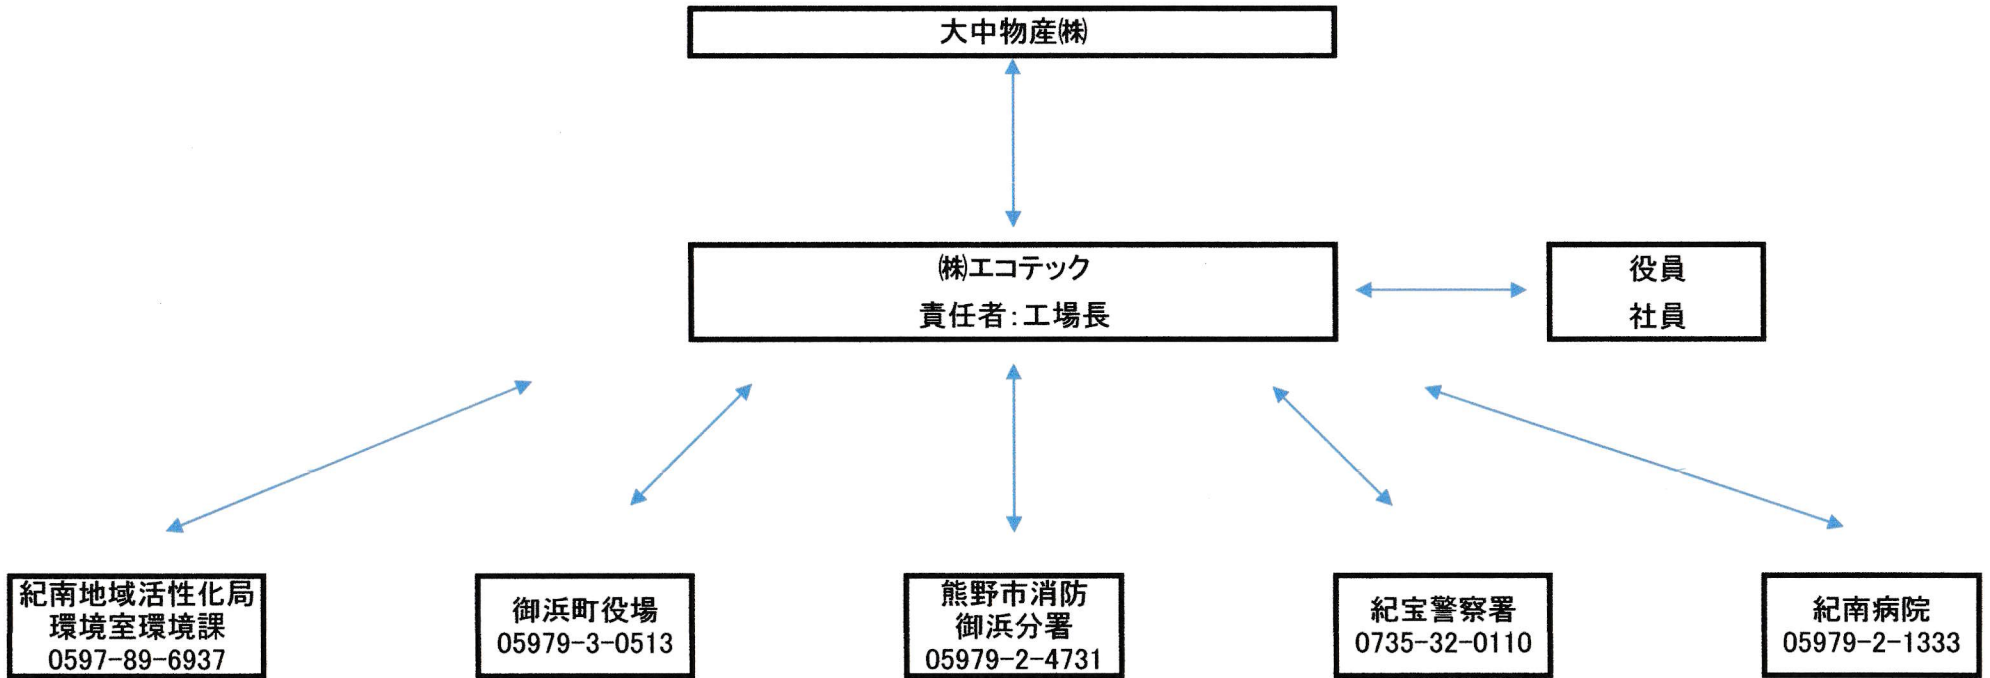 大中物産㈱
㈱エコテック
責任者:工場長
役員
社員
紀南地域活性化局
環境室環境課
0597-89-6937
御浜町役場
05979-3-0513
熊野市消防
御浜分署
05979-2-4731
紀宝警察署
0735-32-0110
紀南病院
05979-2-1333